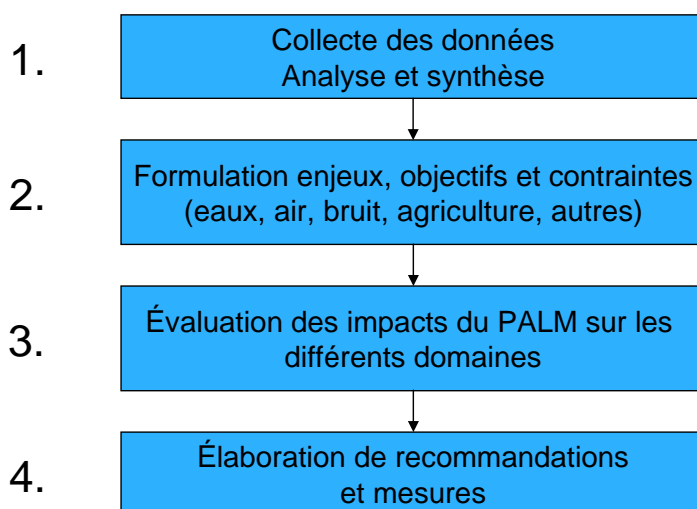 1.
Collecte des données
Analyse et synthèse
2.
Formulation enjeux, objectifs et contraintes
(eaux, air, bruit, agriculture, autres)
3.
Évaluation des impacts du PALM sur les
différents domaines
4.
Élaboration de recommandations
et mesures